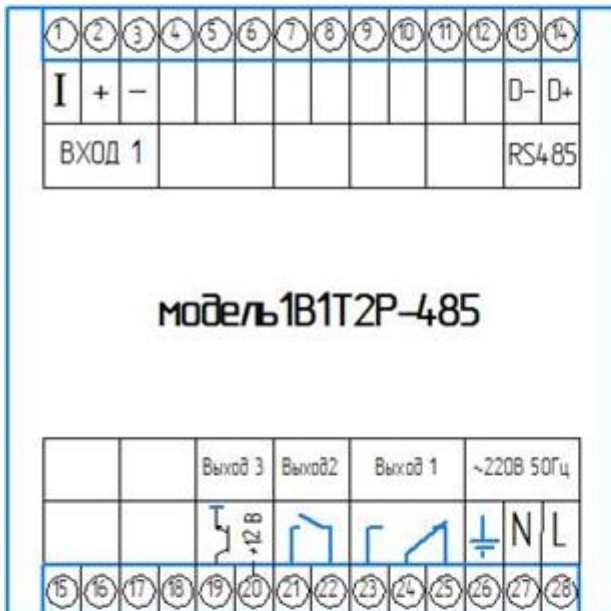 1 2 3 4 5 6 7 8 9 10 11 12 13 14
I + − D- D+
ВХОД 1 RS485
модель1В1Т2Р-485
Выход 3 Выход2 Выход 1 ~220В 50Гц
+12 В N L
15 16 17 18 19 20 21 22 23 24 25 26 27 28